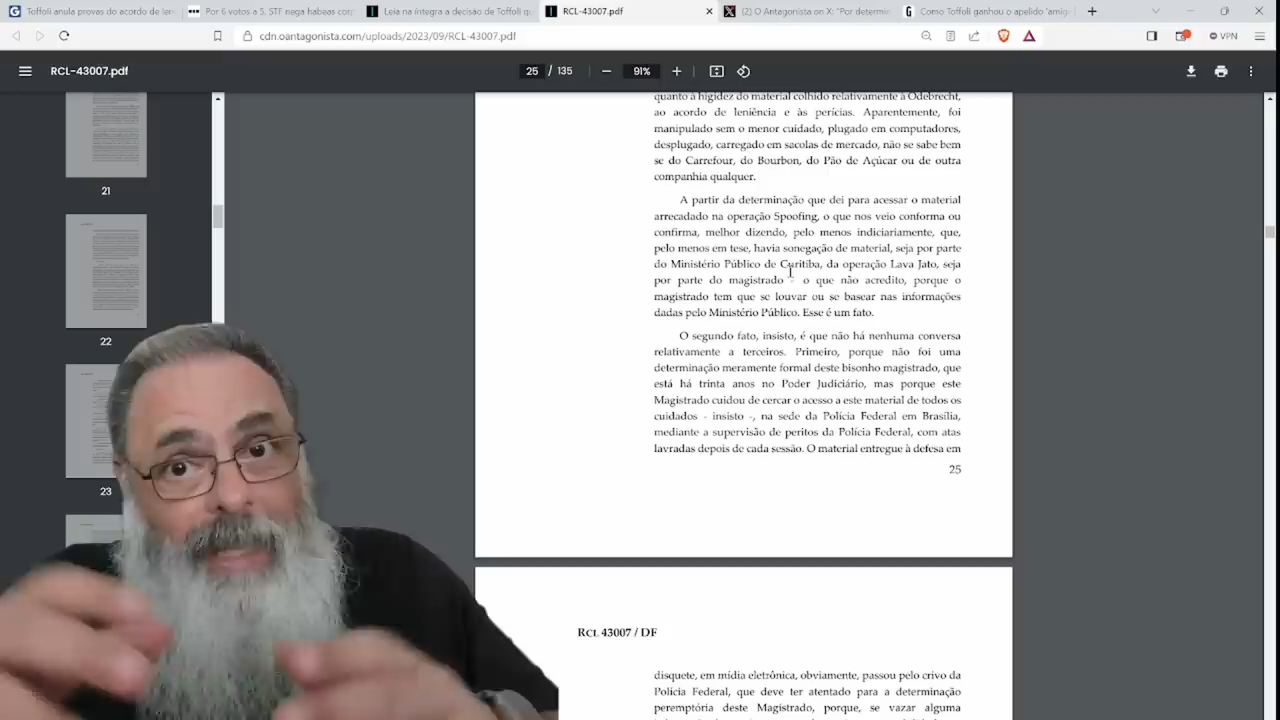 Toffoli anula provas do acordo de len
Por 6 votos a 5, STF nega habeas corp
Leia na íntegra a decisão de Toffoli qu
RCL-43007.pdf
(2) O Antagonista on X: "Por determin
Como Toffoli ganhou o apelido 'amig
cdn.oantagonista.com/uploads/2023/09/RCL-43007.pdf
VPN
RCL-43007.pdf
25 / 135
91%
21
22
23
quanto à higidez do material colhido relativamente à Odebrecht,
ao acordo de leniência e às perícias. Aparentemente, foi
manipulado sem o menor cuidado, plugado em computadores,
desplugado, carregado em sacolas de mercado, não se sabe bem
se do Carrefour, do Bourbon, do Pão de Açúcar ou de outra
companhia qualquer.
A partir da determinação que dei para acessar o material
arrecadado na operação Spoofing, o que nos veio conforma ou
confirma, melhor dizendo, pelo menos indiciariamente, que,
pelo menos em tese, havia sonegação de material, seja por parte
do Ministério Público de Curitiba, da operação Lava Jato, seja
por parte do magistrado - o que não acredito, porque o
magistrado tem que se louvar ou se basear nas informações
dadas pelo Ministério Público. Esse é um fato.
O segundo fato, insisto, é que não há nenhuma conversa
relativamente a terceiros. Primeiro, porque não foi uma
determinação meramente formal deste bisonho magistrado, que
está há trinta anos no Poder Judiciário, mas porque este
Magistrado cuidou de cercar o acesso a este material de todos os
cuidados - insisto -, na sede da Polícia Federal em Brasília,
mediante a supervisão de peritos da Polícia Federal, com atas
lavradas depois de cada sessão. O material entregue à defesa em
25
RCL 43007 / DF
disquete, em mídia eletrônica, obviamente, passou pelo crivo da
Polícia Federal, que deve ter atentado para a determinação
peremptória deste Magistrado, porque, se vazar alguma